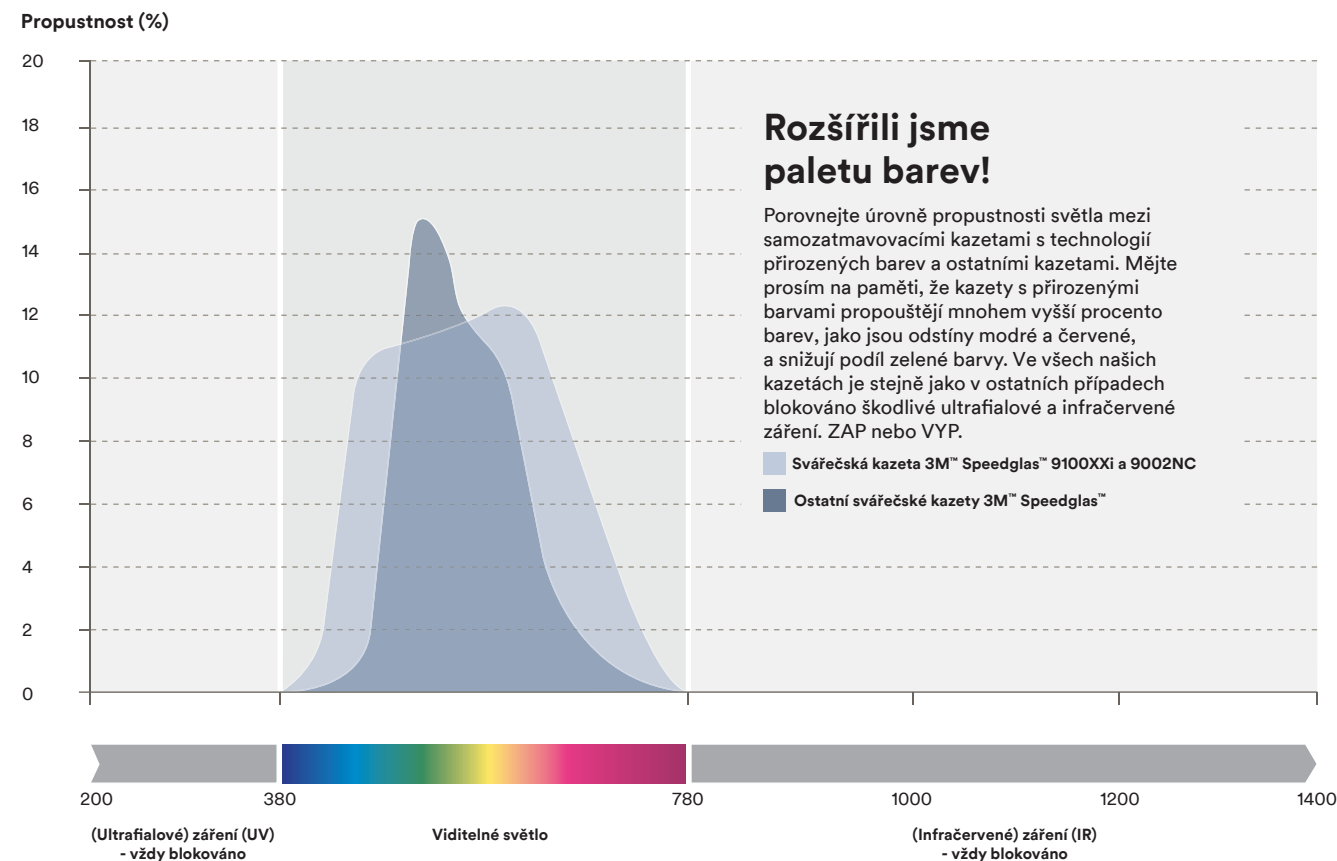 Propustnost (%)
20
18
16
14
12
10
8
6
4
2
0
Rozšířili jsme
paletu barev!
Porovnejte úrovně propustnosti světla mezi
samozatmavovacími kazetami s technologií
přirozených barev a ostatními kazetami. Mějte
prosím na paměti, že kazety s přirozenými
barvami propouštějí mnohem vyšší procento
barev, jako jsou odstíny modré a červené,
a snižují podíl zelené barvy. Ve všech našich
kazetách je stejně jako v ostatních případech
blokováno škodlivé ultrafialové a infračervené
záření. ZAP nebo VYP.
Svářečská kazeta 3M™ Speedglas™ 9100XXi a 9002NC
Ostatní svářečské kazety 3M™ Speedglas™
200 380 780 1000 1200 1400
(Ultrafialové) záření (UV)
- vždy blokováno
Viditelné světlo
(Infračervené) záření (IR)
- vždy blokováno